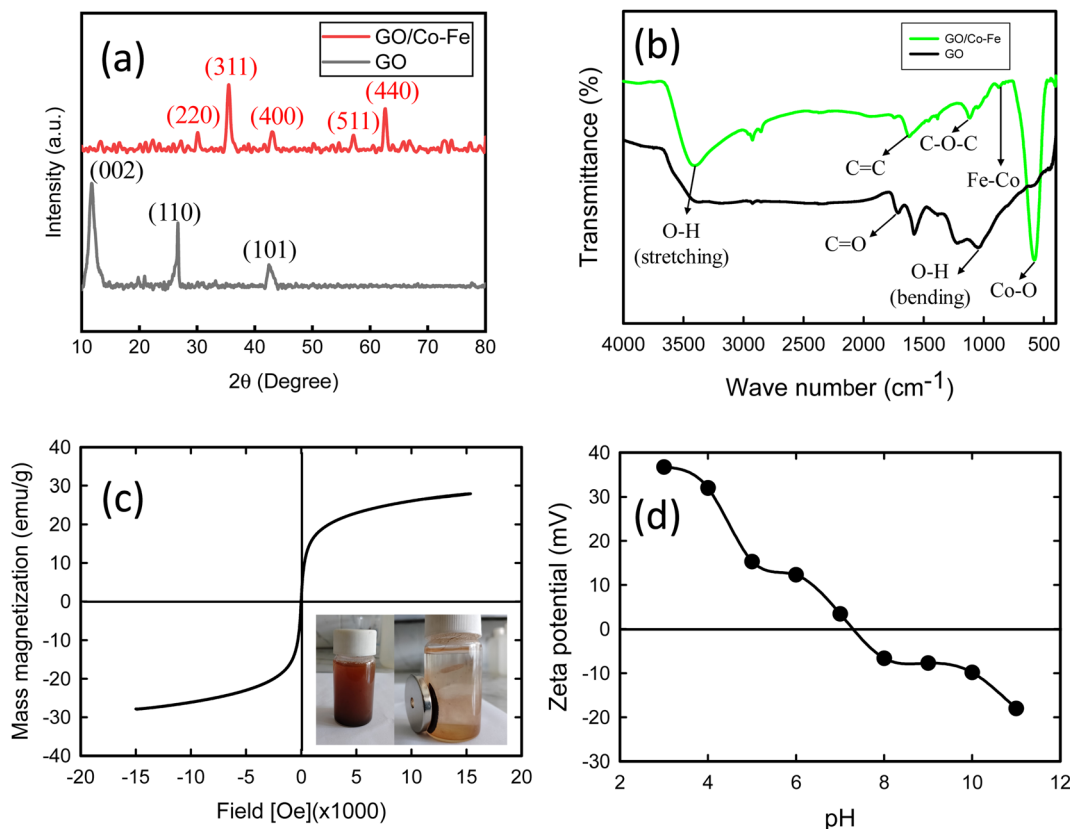 (a)
GO/Co-Fe
GO
(311)
(220)
(400)
(511)
(440)
(002)
(110)
(101)
Intensity (a.u.)
10 20 30 40 50 60 70 80
2θ (Degree)
(b)
GO/Co-Fe
GO
C-O-C
C=C
Fe-Co
O-H
(stretching)
C=O
O-H
(bending)
Co-O
Transmittance (%)
4000 3500 3000 2500 2000 1500 1000 500
Wave number (cm-1)
(c)
Mass magnetization (emu/g)
40
30
20
10
0
-10
-20
-30
-40
-20 -15 -10 -5 0 5 10 15 20
Field [Oe](x1000)
(d)
Zeta potential (mV)
40
30
20
10
0
-10
-20
-30
2 4 6 8 10 12
pH